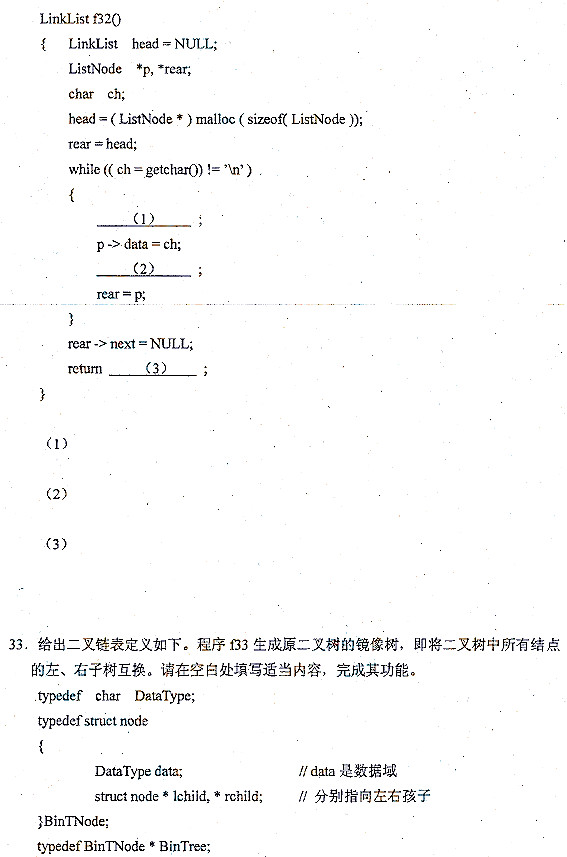 LinkList f32()
{ LinkList head = NULL;
ListNode *p, *rear;
char ch;
head = ( ListNode * ) malloc ( sizeof( ListNode ));
rear = head;
while (( ch = getchar()) != '\n' )
{
（1） ;
p -> data = ch;
（2） ;
rear = p;
}
rear -> next = NULL;
return （3） ;
}
（1）
（2）
（3）
33．给出二叉链表定义如下。程序 f33 生成原二叉树的镜像树，即将二叉树中所有结点
的左、右子树互换。请在空白处填写适当内容，完成其功能。
typedef char DataType;
typedef struct node
{
DataType data; // data 是数据域
struct node * lchild, * rchild; // 分别指向左右孩子
}BinTNode;
typedef BinTNode * BinTree;